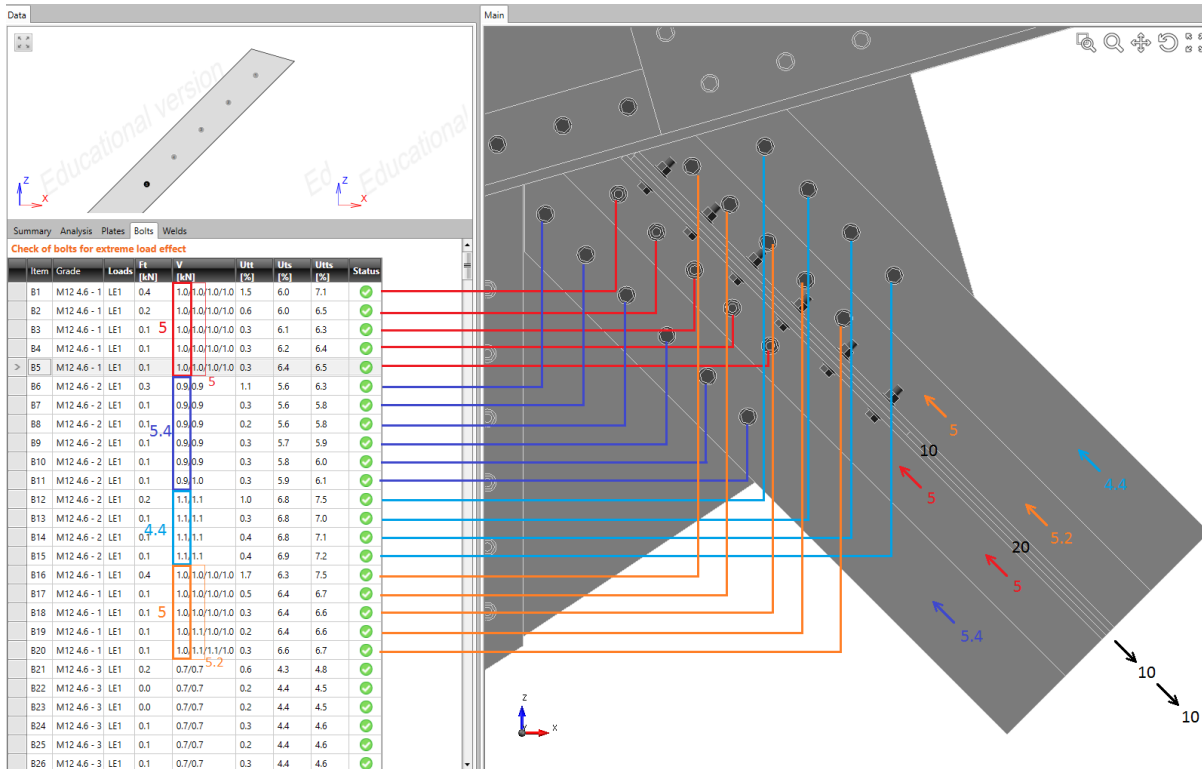 Data
Main
Educational version
Ed
Educational
Z
X
Z
X
Summary Analysis Plates Bolts Welds
Check of bolts for extreme load effect
Item Grade Loads Ft [kN] V [kN] Utt [%] Uts [%] Utts [%] Status
B1 M12 4.6 - 1 LE1 0.4 1.0/1.0/1.0/1.0 1.5 6.0 7.1
B2 M12 4.6 - 1 LE1 0.2 1.0/1.0/1.0/1.0 0.6 6.0 6.5
B3 M12 4.6 - 1 LE1 0.1 1.0/1.0/1.0/1.0 0.3 6.1 6.3
B4 M12 4.6 - 1 LE1 0.1 1.0/1.0/1.0/1.0 0.3 6.2 6.4
> B5 M12 4.6 - 1 LE1 0.1 1.0/1.0/1.0/1.0 0.3 6.4 6.5
B6 M12 4.6 - 2 LE1 0.3 0.9/0.9 1.1 5.6 6.3
B7 M12 4.6 - 2 LE1 0.1 0.9/0.9 0.3 5.6 5.8
B8 M12 4.6 - 2 LE1 0.1 0.9/0.9 0.2 5.6 5.8
B9 M12 4.6 - 2 LE1 0.1 0.9/0.9 0.3 5.7 5.9
B10 M12 4.6 - 2 LE1 0.1 0.9/0.9 0.3 5.8 6.0
B11 M12 4.6 - 2 LE1 0.1 0.9/1.0 0.3 5.9 6.1
B12 M12 4.6 - 2 LE1 0.2 1.1/1.1 1.0 6.8 7.5
B13 M12 4.6 - 2 LE1 0.1 1.1/1.1 0.3 6.8 7.0
B14 M12 4.6 - 2 LE1 0.1 1.1/1.1 0.4 6.8 7.1
B15 M12 4.6 - 2 LE1 0.1 1.1/1.1 0.4 6.9 7.2
B16 M12 4.6 - 1 LE1 0.4 1.0/1.0/1.0/1.0 1.7 6.3 7.5
B17 M12 4.6 - 1 LE1 0.1 1.0/1.0/1.0/1.0 0.5 6.4 6.7
B18 M12 4.6 - 1 LE1 0.1 1.0/1.0/1.0/1.0 0.3 6.4 6.6
B19 M12 4.6 - 1 LE1 0.1 1.0/1.1/1.0/1.0 0.2 6.4 6.6
B20 M12 4.6 - 1 LE1 0.1 1.0/1.1/1.1/1.0 0.3 6.6 6.7
B21 M12 4.6 - 3 LE1 0.2 0.7/0.7 0.6 4.3 4.8
B22 M12 4.6 - 3 LE1 0.0 0.7/0.7 0.2 4.4 4.5
B23 M12 4.6 - 3 LE1 0.0 0.7/0.7 0.2 4.4 4.5
B24 M12 4.6 - 3 LE1 0.1 0.7/0.7 0.3 4.4 4.6
B25 M12 4.6 - 3 LE1 0.1 0.7/0.7 0.2 4.4 4.6
B26 M12 4.6 - 3 LE1 0.1 0.7/0.7 0.3 4.4 4.6
5
5
5.4
4.4
5
5.2
5
10
5
4.4
5.2
20
5
5.4
10
10
Z
Y
X